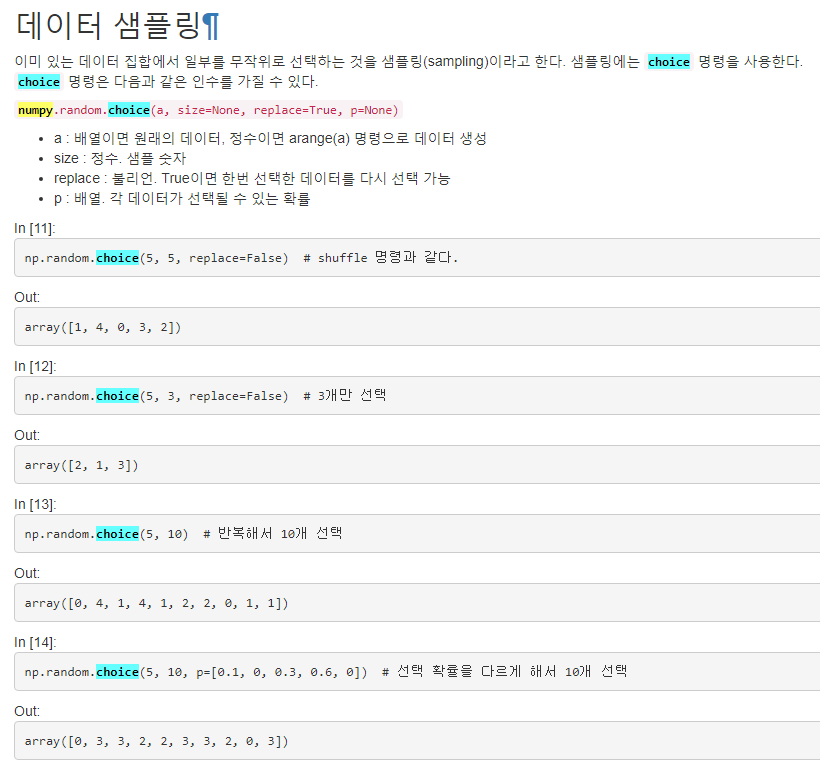 데이터 샘플링¶
이미 있는 데이터 집합에서 일부를 무작위로 선택하는 것을 샘플링(sampling)이라고 한다. 샘플링에는 choice 명령을 사용한다.
choice 명령은 다음과 같은 인수를 가질 수 있다.
numpy.random.choice(a, size=None, replace=True, p=None)
• a : 배열이면 원래의 데이터, 정수이면 arange(a) 명령으로 데이터 생성
• size : 정수. 샘플 숫자
• replace : 불리언. True이면 한번 선택한 데이터를 다시 선택 가능
• p : 배열. 각 데이터가 선택될 수 있는 확률
In [11]:
np.random.choice(5, 5, replace=False)  # shuffle 명령과 같다.
Out:
array([1, 4, 0, 3, 2])
In [12]:
np.random.choice(5, 3, replace=False)  # 3개만 선택
Out:
array([2, 1, 3])
In [13]:
np.random.choice(5, 10)  # 반복해서 10개 선택
Out:
array([0, 4, 1, 4, 1, 2, 2, 0, 1, 1])
In [14]:
np.random.choice(5, 10, p=[0.1, 0, 0.3, 0.6, 0])  # 선택 확률을 다르게 해서 10개 선택
Out:
array([0, 3, 3, 2, 2, 3, 3, 2, 0, 3])